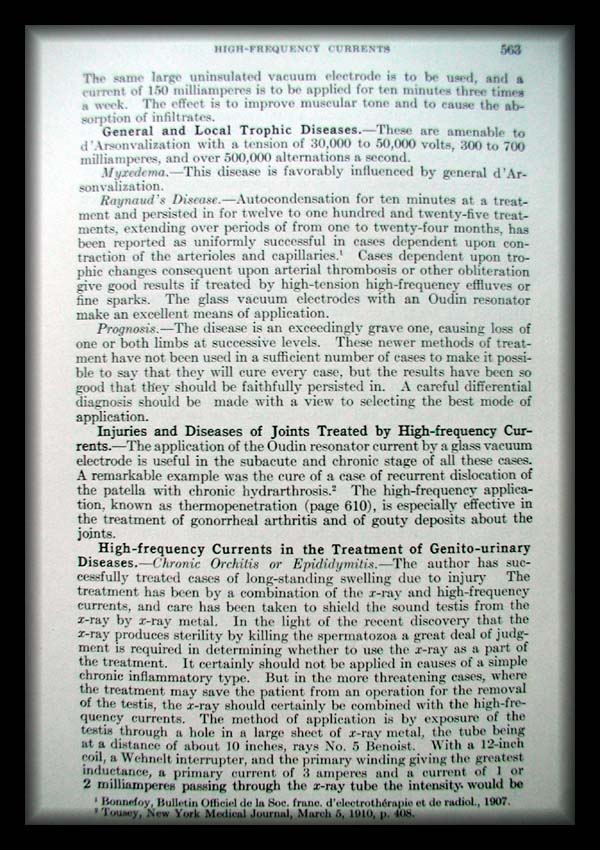 HIGH-FREQUENCY CURRENTS 563
The same large uninsulated vacuum electrode is to be used, and a
current of 150 milliamperes is to be applied for ten minutes three times
a week. The effect is to improve muscular tone and to cause the ab-
sorption of infiltrates.
General and Local Trophic Diseases.—These are amenable to
d'Arsonvalization with a tension of 30,000 to 50,000 volts, 300 to 700
milliamperes, and over 500,000 alternations a second.
Myxedema.—This disease is favorably influenced by general d'Ar-
sonvalization.
Raynaud's Disease.—Autocondensation for ten minutes at a treat-
ment and persisted in for twelve to one hundred and twenty-five treat-
ments, extending over periods of from one to twenty-four months, has
been reported as uniformly successful in cases dependent upon con-
traction of the arterioles and capillaries.¹ Cases dependent upon tro-
phic changes consequent upon arterial thrombosis or other obliteration
give good results if treated by high-tension high-frequency effluves or
fine sparks. The glass vacuum electrodes with an Oudin resonator
make an excellent means of application.
Prognosis.—The disease is an exceedingly grave one, causing loss of
one or both limbs at successive levels. These newer methods of treat-
ment have not been used in a sufficient number of cases to make it possi-
ble to say that they will cure every case, but the results have been so
good that they should be faithfully persisted in. A careful differential
diagnosis should be made with a view to selecting the best mode of
application.
Injuries and Diseases of Joints Treated by High-frequency Cur-
rents.—The application of the Oudin resonator current by a glass vacuum
electrode is useful in the subacute and chronic stage of all these cases.
A remarkable example was the cure of a case of recurrent dislocation of
the patella with chronic hydrarthrosis.² The high-frequency applica-
tion, known as thermopenetration (page 610), is especially effective in
the treatment of gonorrheal arthritis and of gouty deposits about the
joints.
High-frequency Currents in the Treatment of Genito-urinary
Diseases.—Chronic Orchitis or Epididymitis.—The author has suc-
cessfully treated cases of long-standing swelling due to injury The
treatment has been by a combination of the x-ray and high-frequency
currents, and care has been taken to shield the sound testis from the
x-ray by x-ray metal. In the light of the recent discovery that the
x-ray produces sterility by killing the spermatozoa a great deal of judg-
ment is required in determining whether to use the x-ray as a part of
the treatment. It certainly should not be applied in causes of a simple
chronic inflammatory type. But in the more threatening cases, where
the treatment may save the patient from an operation for the removal
of the testis, the x-ray should certainly be combined with the high-fre-
quency currents. The method of application is by exposure of the
testis through a hole in a large sheet of x-ray metal, the tube being
at a distance of about 10 inches, rays No. 5 Benoist. With a 12-inch
coil, a Wehnelt interrupter, and the primary winding giving the greatest
inductance, a primary current of 3 amperes and a current of 1 or
2 milliamperes passing through the x-ray tube the intensity would be
¹ Bonnefoy, Bulletin Officiel de la Soc. franc. d'electrothérapie et de radiol., 1907.
² Tousey, New York Medical Journal, March 5, 1910, p. 408.